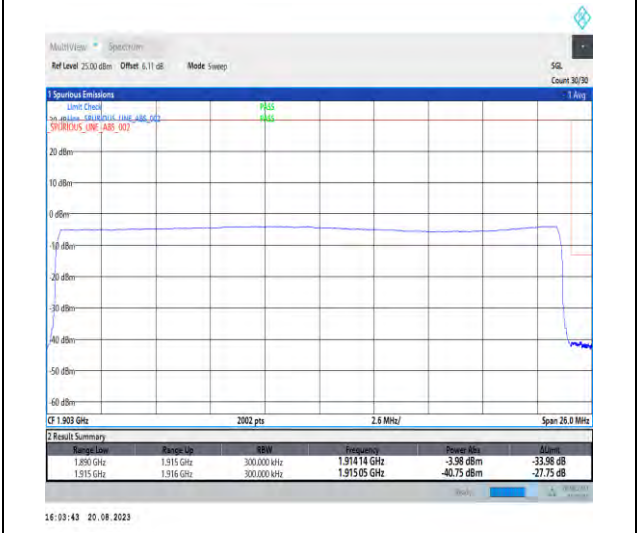 MultiView Spectrum
Ref Level 25.00 dBm Offset 6.11 dB Mode Sweep SGL
Count 30/30
1 Spurious Emissions 1 Avg
Limit Check PASS
Line _SPURIOUS_LINE_ABS_002 PASS
_SPURIOUS_LINE_ABS_002
20 dBm
10 dBm
0 dBm
-10 dBm
-20 dBm
-30 dBm
-40 dBm
-50 dBm
-60 dBm
CF 1.903 GHz 2002 pts 2.6 MHz/ Span 26.0 MHz
2 Result Summary
Range Low Range Up RBW Frequency Power Abs ΔLimit
1.890 GHz 1.915 GHz 300.000 kHz 1.91414 GHz -3.98 dBm -33.98 dB
1.915 GHz 1.916 GHz 300.000 kHz 1.91505 GHz -40.75 dBm -27.75 dB
16:03:43 20.08.2023